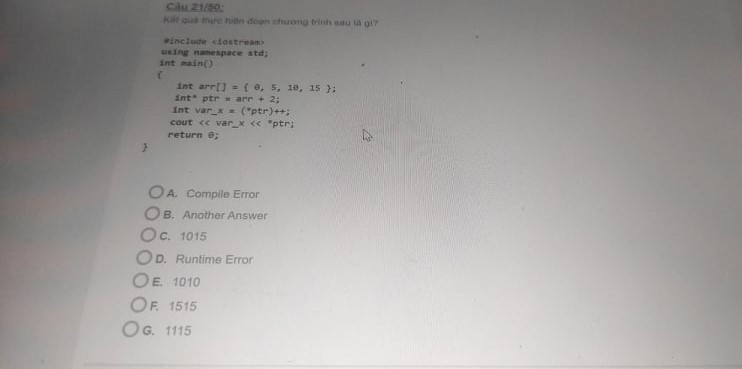 Câu 21/50:
Kết quả thực hiện đoạn chương trình sau là gì?
#include <iostream>
using namespace std;
int main()
{
int arr[] = { 0, 5, 10, 15 };
int* ptr = arr + 2;
int var_x = (*ptr)++;
cout << var_x << *ptr;
return 0;
}
A. Compile Error
B. Another Answer
C. 1015
D. Runtime Error
E. 1010
F. 1515
G. 1115